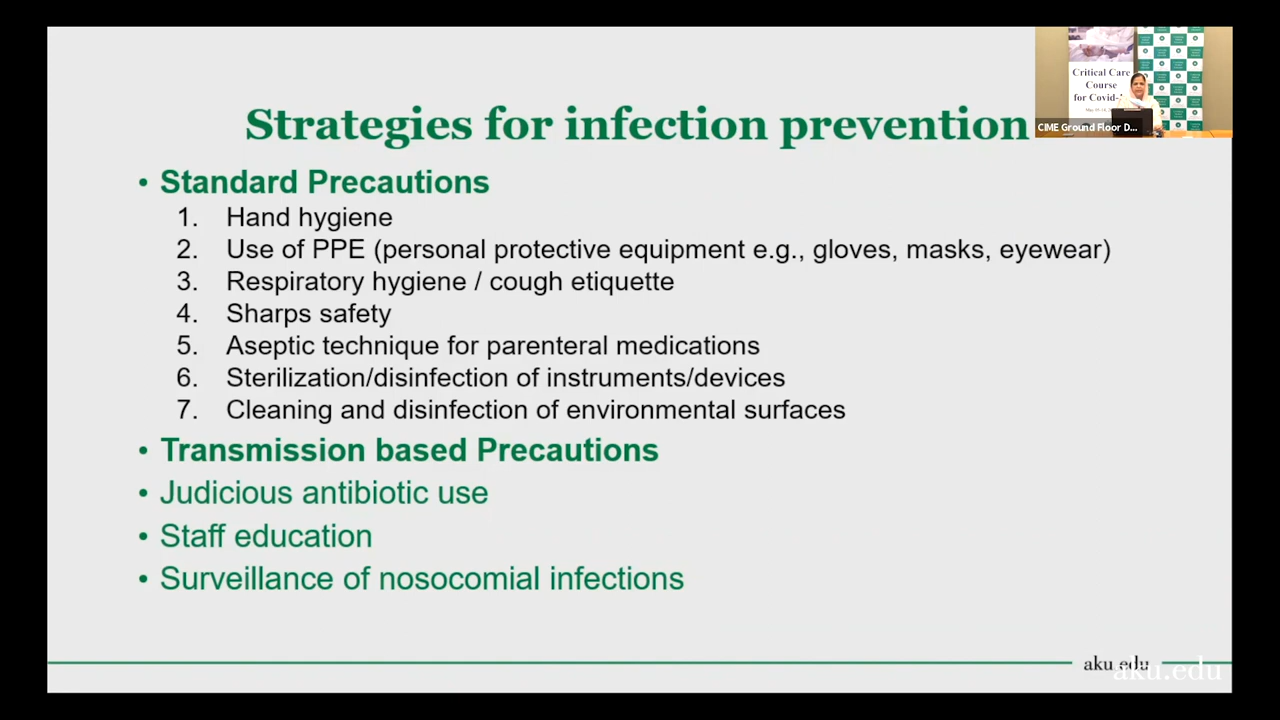 Strategies for infection prevention
• Standard Precautions
1. Hand hygiene
2. Use of PPE (personal protective equipment e.g., gloves, masks, eyewear)
3. Respiratory hygiene / cough etiquette
4. Sharps safety
5. Aseptic technique for parenteral medications
6. Sterilization/disinfection of instruments/devices
7. Cleaning and disinfection of environmental surfaces
• Transmission based Precautions
• Judicious antibiotic use
• Staff education
• Surveillance of nosocomial infections
Critical Care
Course
for
CIME Ground Floor D...
aku.edu
aku.edu